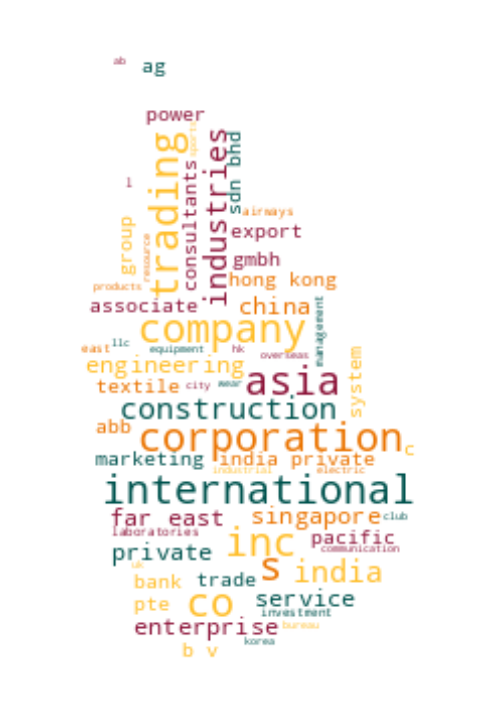 ab
ag
power
trading
sports
industries
sdn bhd
consultants
l
airways
group
resource
export
gmbh
products
hong kong
associate
china
management
company
llc
east
equipment
hk
overseas
engineering
system
textile
city
wear
asia
construction
abb
corporation
c
marketing
india private
industrial
electric
international
far east
singapore
club
laboratories
inc
pacific
communication
private
uk
s
india
bank
trade
pte
co
service
investment
enterprise
bureau
korea
b v